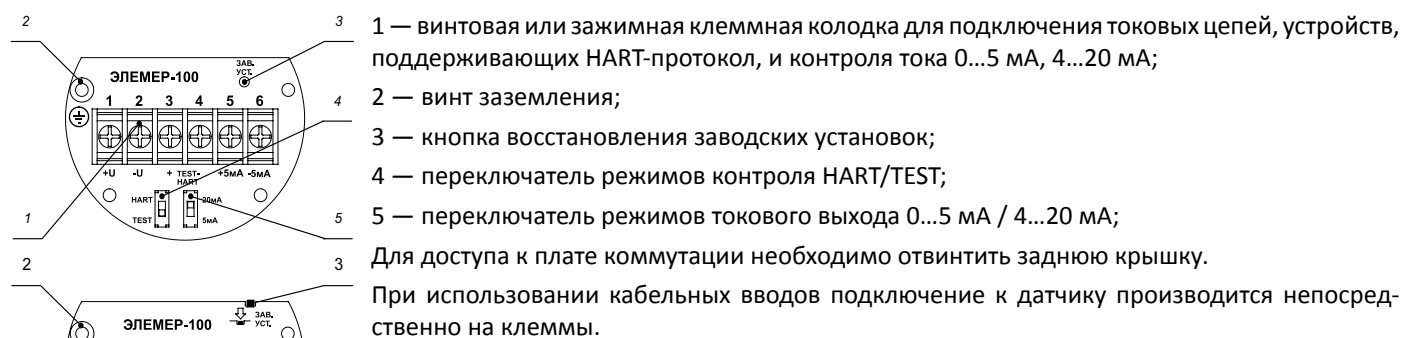 2
3
ЗАВ.
УСТ.
ЭЛЕМЕР-100
4
1 2 3 4 5 6
+U -U + TEST- +5мА -5мА
HART
HART 20мА
TEST 5мА
1
5
2
3
ЗАВ.
УСТ.
ЭЛЕМЕР-100
1 — винтовая или зажимная клеммная колодка для подключения токовых цепей, устройств,
поддерживающих HART-протокол, и контроля тока 0...5 мА, 4...20 мА;
2 — винт заземления;
3 — кнопка восстановления заводских установок;
4 — переключатель режимов контроля HART/TEST;
5 — переключатель режимов токового выхода 0...5 мА / 4...20 мА;
Для доступа к плате коммутации необходимо отвинтить заднюю крышку.
При использовании кабельных вводов подключение к датчику производится непосред-
ственно на клеммы.